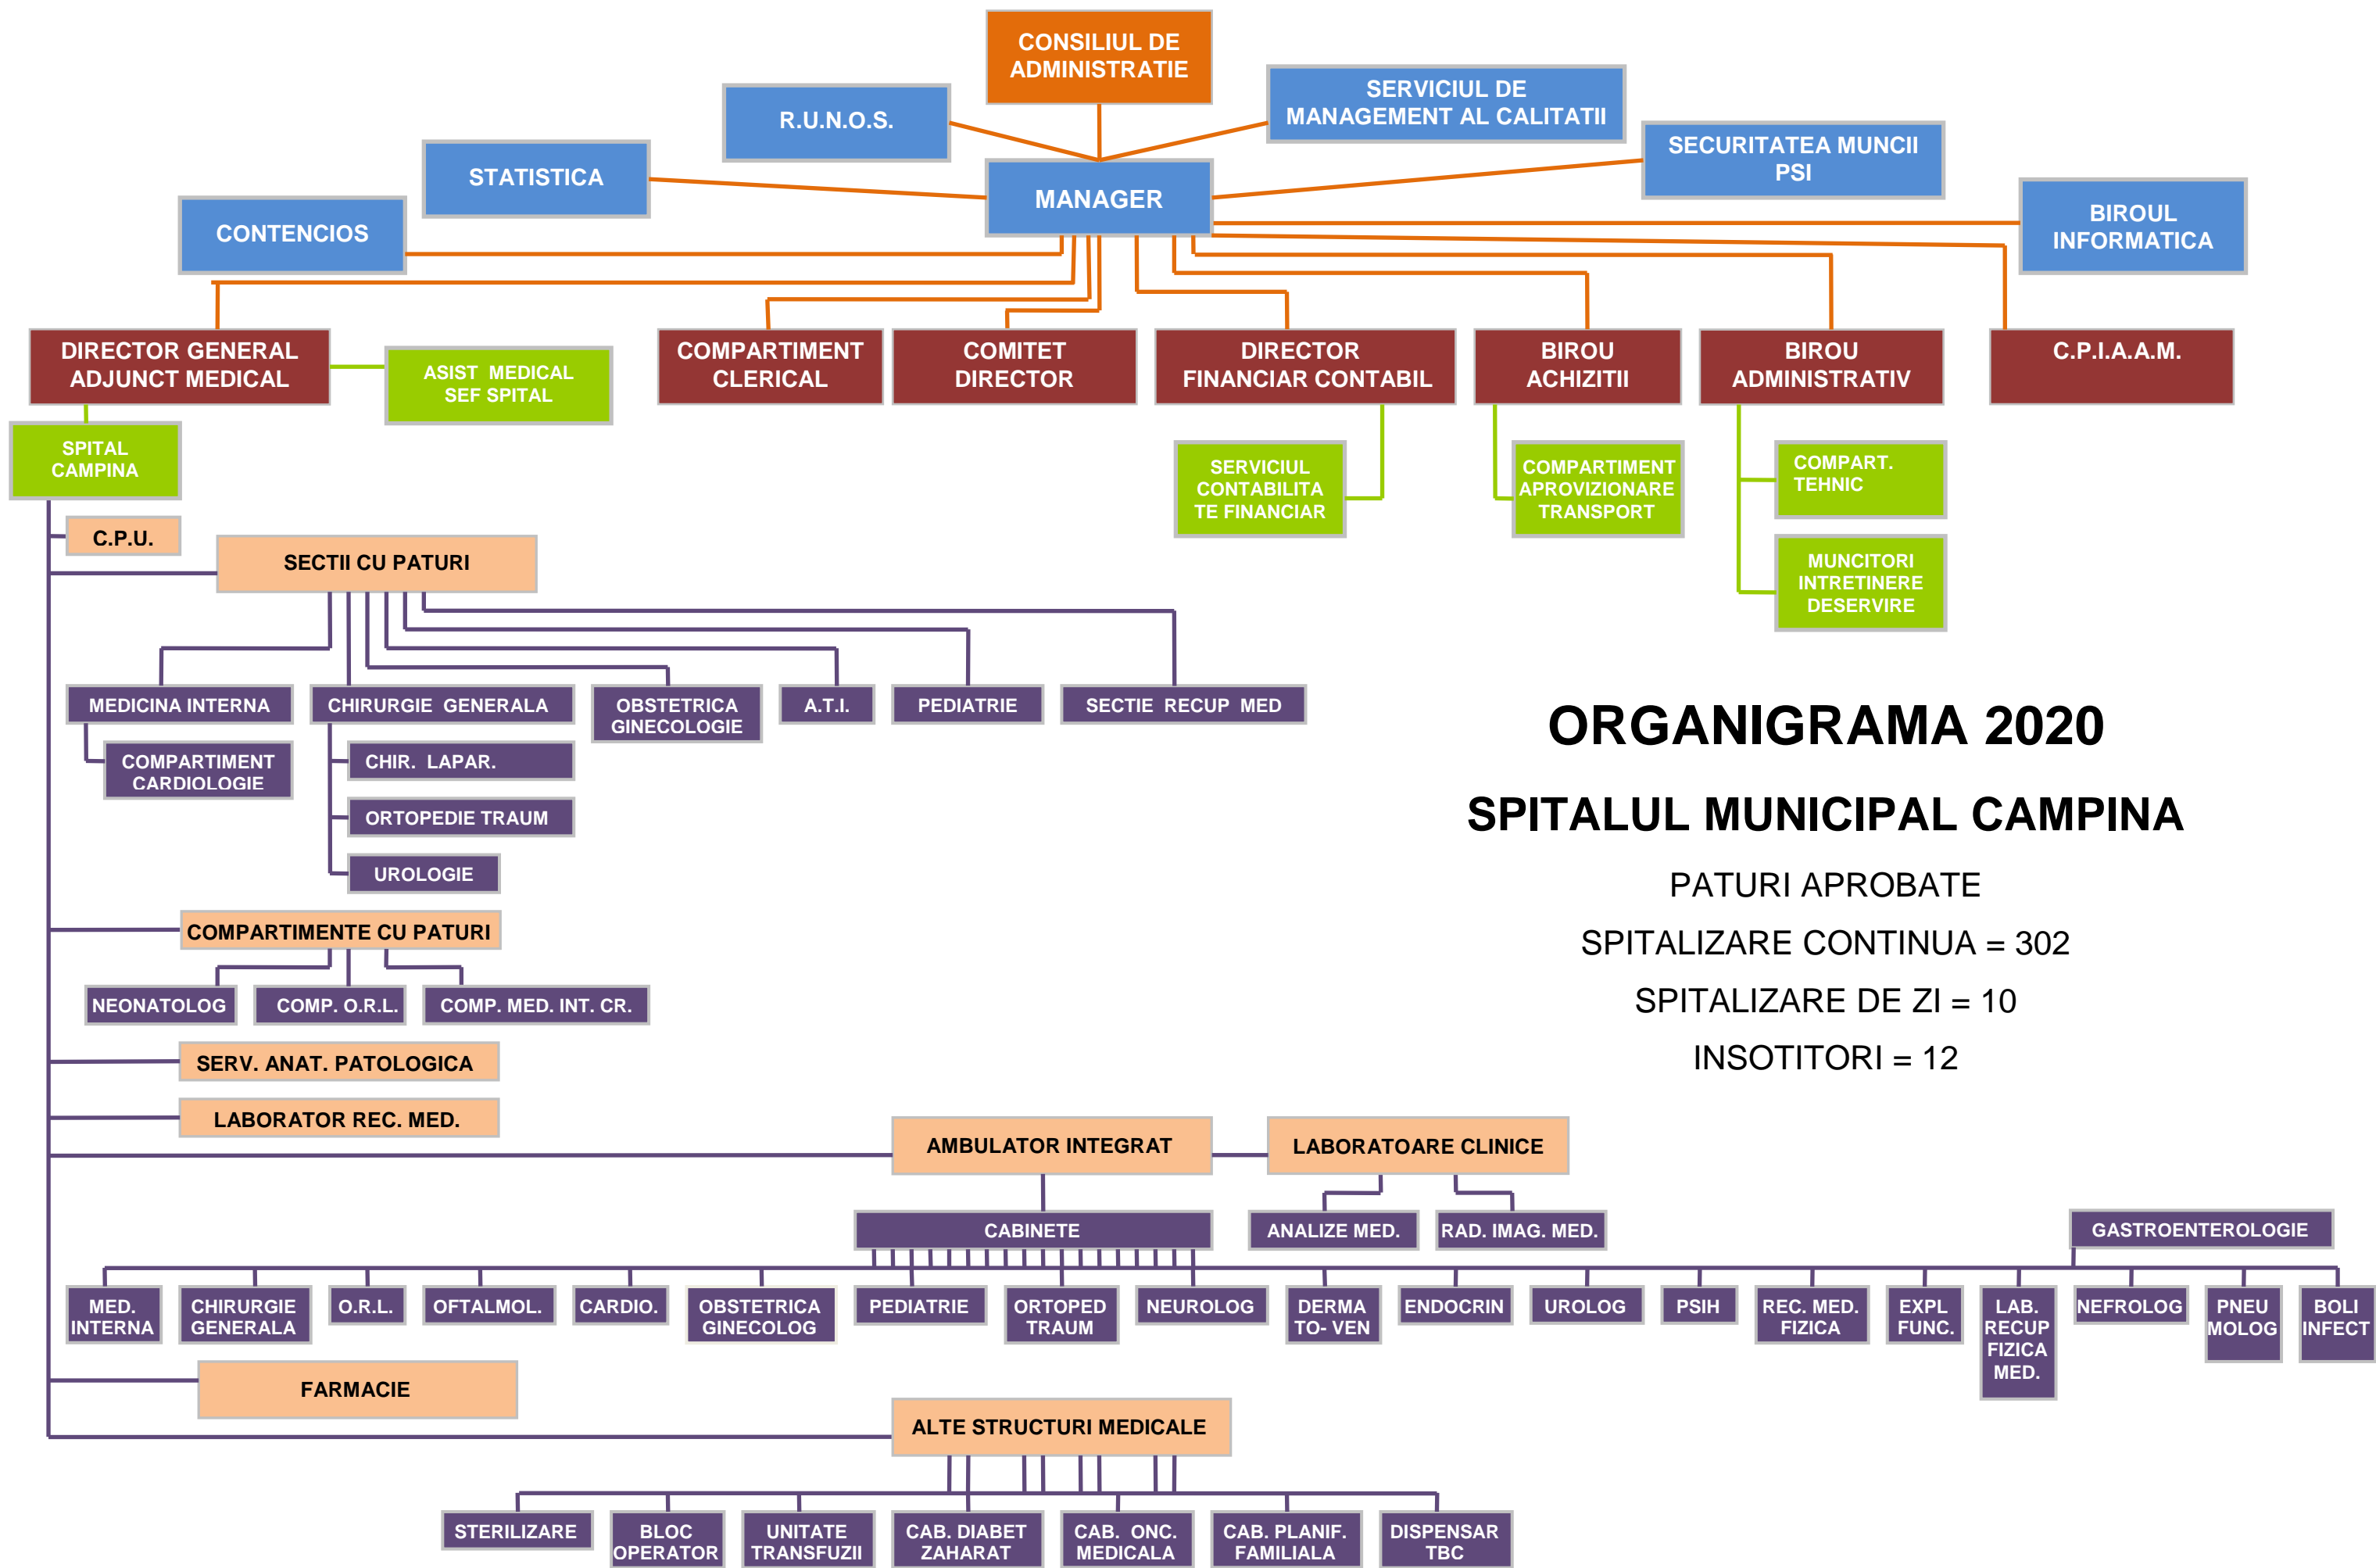 CONSILIUL DE
ADMINISTRATIE
R.U.N.O.S.
SERVICIUL DE
MANAGEMENT AL CALITATII
STATISTICA
SECURITATEA MUNCII
PSI
MANAGER
CONTENCIOS
BIROUL
INFORMATICA
DIRECTOR GENERAL
ADJUNCT MEDICAL
ASIST MEDICAL
SEF SPITAL
COMPARTIMENT
CLERICAL
COMITET
DIRECTOR
DIRECTOR
FINANCIAR CONTABIL
BIROU
ACHIZITII
BIROU
ADMINISTRATIV
C.P.I.A.A.M.
SPITAL
CAMPINA
SERVICIUL
CONTABILITA
TE FINANCIAR
COMPARTIMENT
APROVIZIONARE
TRANSPORT
COMPART.
TEHNIC
MUNCITORI
INTRETINERE
DESERVIRE
C.P.U.
SECTII CU PATURI
MEDICINA INTERNA
CHIRURGIE GENERALA
OBSTETRICA
GINECOLOGIE
A.T.I.
PEDIATRIE
SECTIE RECUP MED
COMPARTIMENT
CARDIOLOGIE
CHIR. LAPAR.
ORTOPEDIE TRAUM
UROLOGIE
ORGANIGRAMA 2020
SPITALUL MUNICIPAL CAMPINA
PATURI APROBATE
SPITALIZARE CONTINUA = 302
SPITALIZARE DE ZI = 10
INSOTITORI = 12
COMPARTIMENTE CU PATURI
NEONATOLOG
COMP. O.R.L.
COMP. MED. INT. CR.
SERV. ANAT. PATOLOGICA
LABORATOR REC. MED.
AMBULATOR INTEGRAT
LABORATOARE CLINICE
CABINETE
ANALIZE MED.
RAD. IMAG. MED.
GASTROENTEROLOGIE
MED.
INTERNA
CHIRURGIE
GENERALA
O.R.L.
OFTALMOL.
CARDIO.
OBSTETRICA
GINECOLOG
PEDIATRIE
ORTOPED
TRAUM
NEUROLOG
DERMA
TO- VEN
ENDOCRIN
UROLOG
PSIH
REC. MED.
FIZICA
EXPL
FUNC.
LAB.
RECUP
FIZICA
MED.
NEFROLOG
PNEU
MOLOG
BOLI
INFECT
FARMACIE
ALTE STRUCTURI MEDICALE
STERILIZARE
BLOC
OPERATOR
UNITATE
TRANSFUZII
CAB. DIABET
ZAHARAT
CAB. ONC.
MEDICALA
CAB. PLANIF.
FAMILIALA
DISPENSAR
TBC